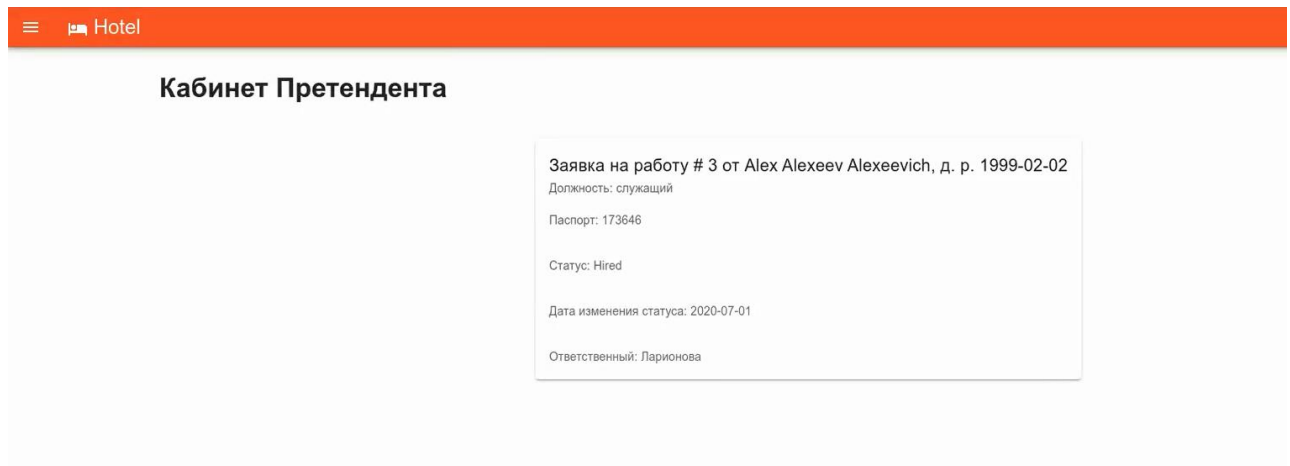 Hotel
Кабинет Претендента
Заявка на работу # 3 от Alex Alexeev Alexeevich, д. р. 1999-02-02
Должность: служащий
Паспорт: 173646
Статус: Hired
Дата изменения статуса: 2020-07-01
Ответственный: Ларионова